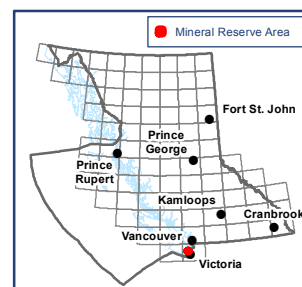 Mineral Reserve Area
Fort St. John
Prince
George
Prince
Rupert
Kamloops
Cranbrook
Vancouver
Victoria